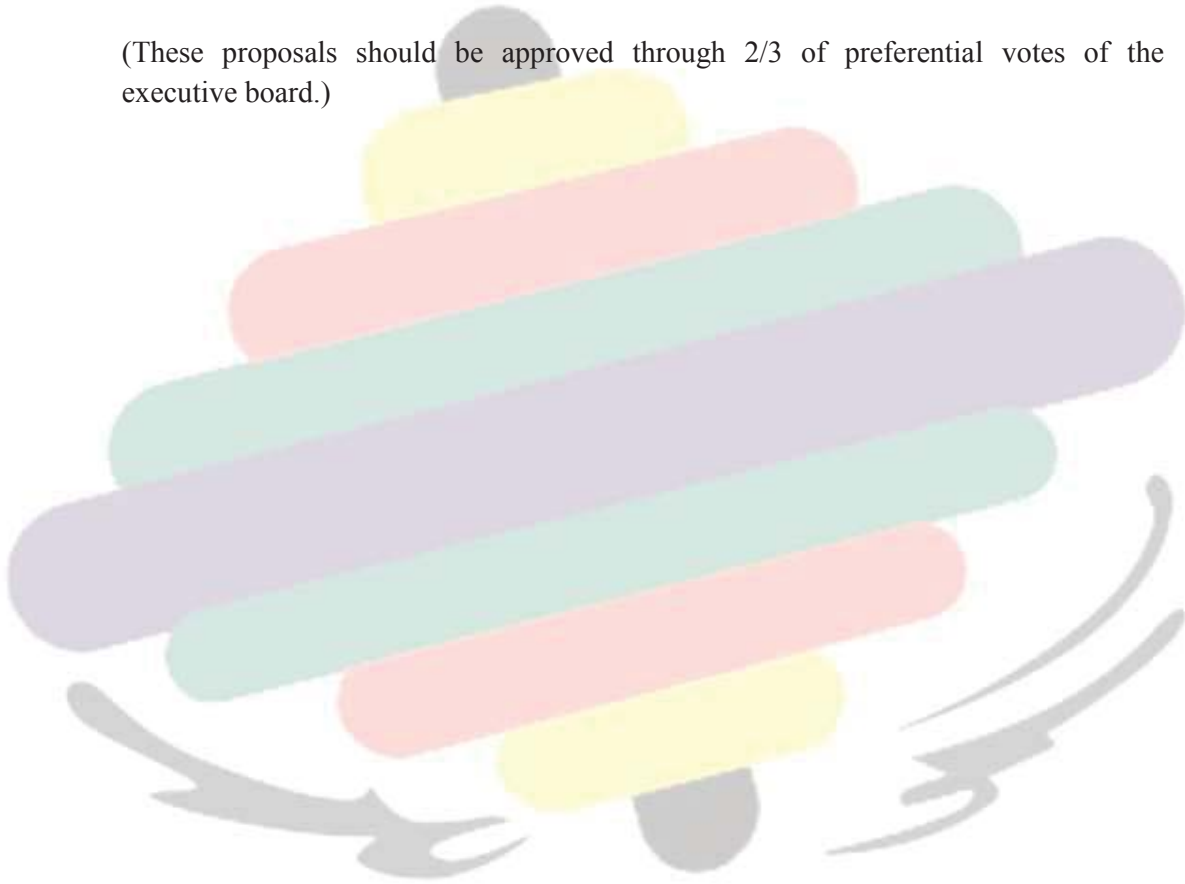 (These proposals should be approved through 2/3 of preferential votes of the
executive board.)